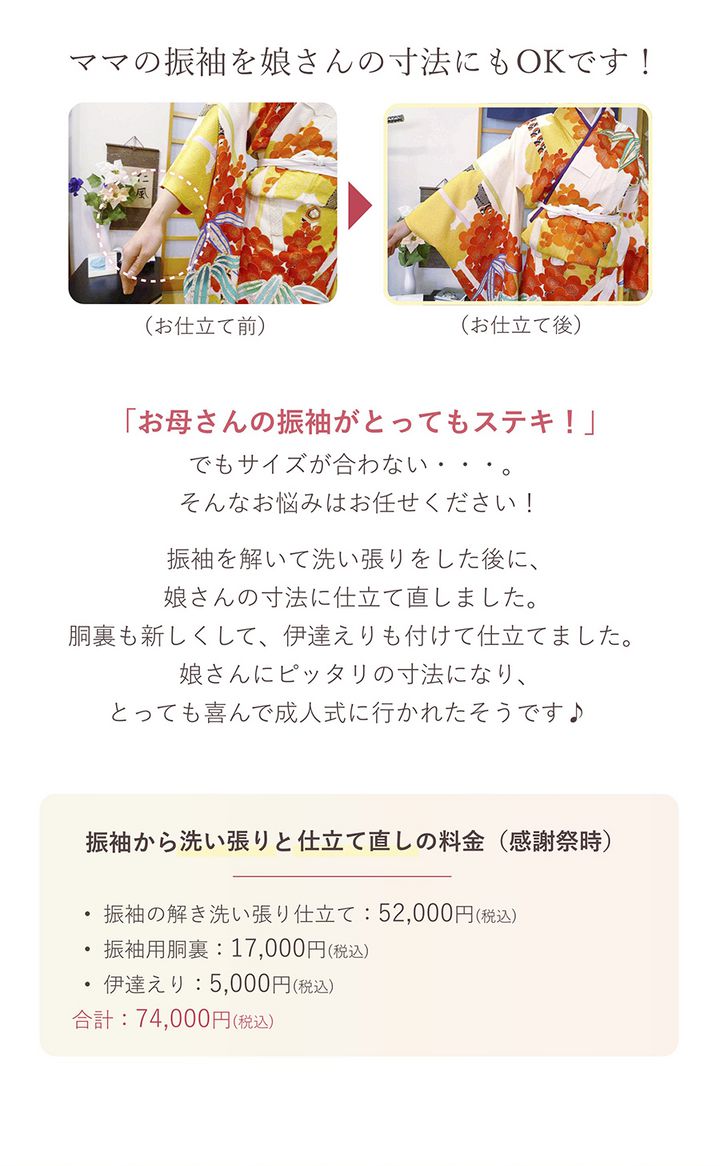 ママの振袖を娘さんの寸法にもOKです！
（お仕立て前）
（お仕立て後）
「お母さんの振袖がとってもステキ！」
でもサイズが合わない・・・。
そんなお悩みはお任せください！
振袖を解いて洗い張りをした後に、
娘さんの寸法に仕立て直しました。
胴裏も新しくして、伊達えりも付けて仕立てました。
娘さんにピッタリの寸法になり、
とっても喜んで成人式に行かれたそうです♪
振袖から洗い張りと仕立て直しの料金（感謝祭時）
・ 振袖の解き洗い張り仕立て：52,000円(税込)
・ 振袖用胴裏：17,000円(税込)
・ 伊達えり：5,000円(税込)
合計：74,000円(税込)